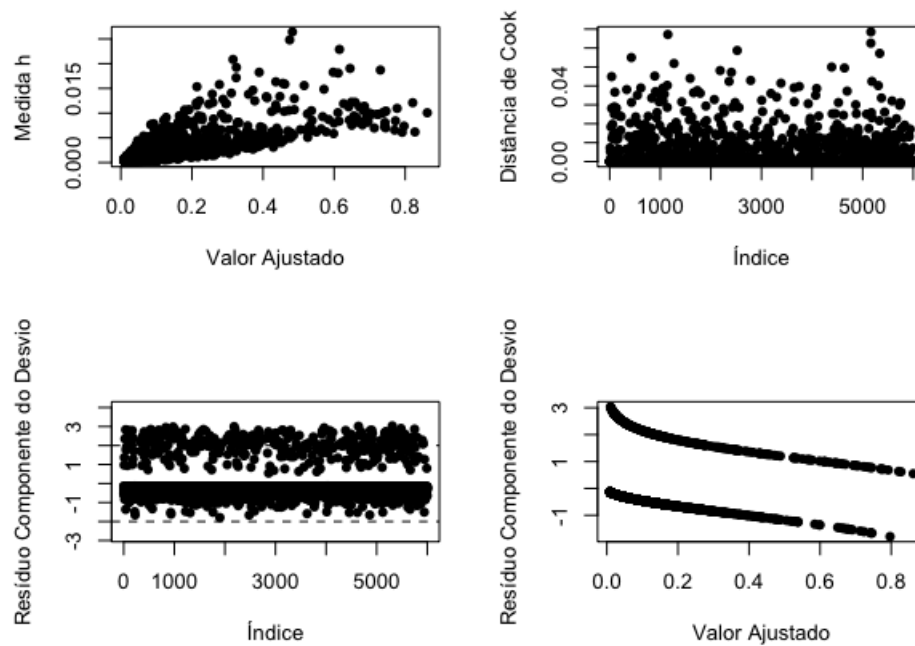 Medida h
0.015
0.000
0.0 0.2 0.4 0.6 0.8
Valor Ajustado
Distância de Cook
0.04
0.00
0 1000 3000 5000
Índice
Resíduo Componente do Desvio
3
1
-1
-3
0 1000 3000 5000
Índice
Resíduo Componente do Desvio
3
1
-1
0.0 0.2 0.4 0.6 0.8
Valor Ajustado